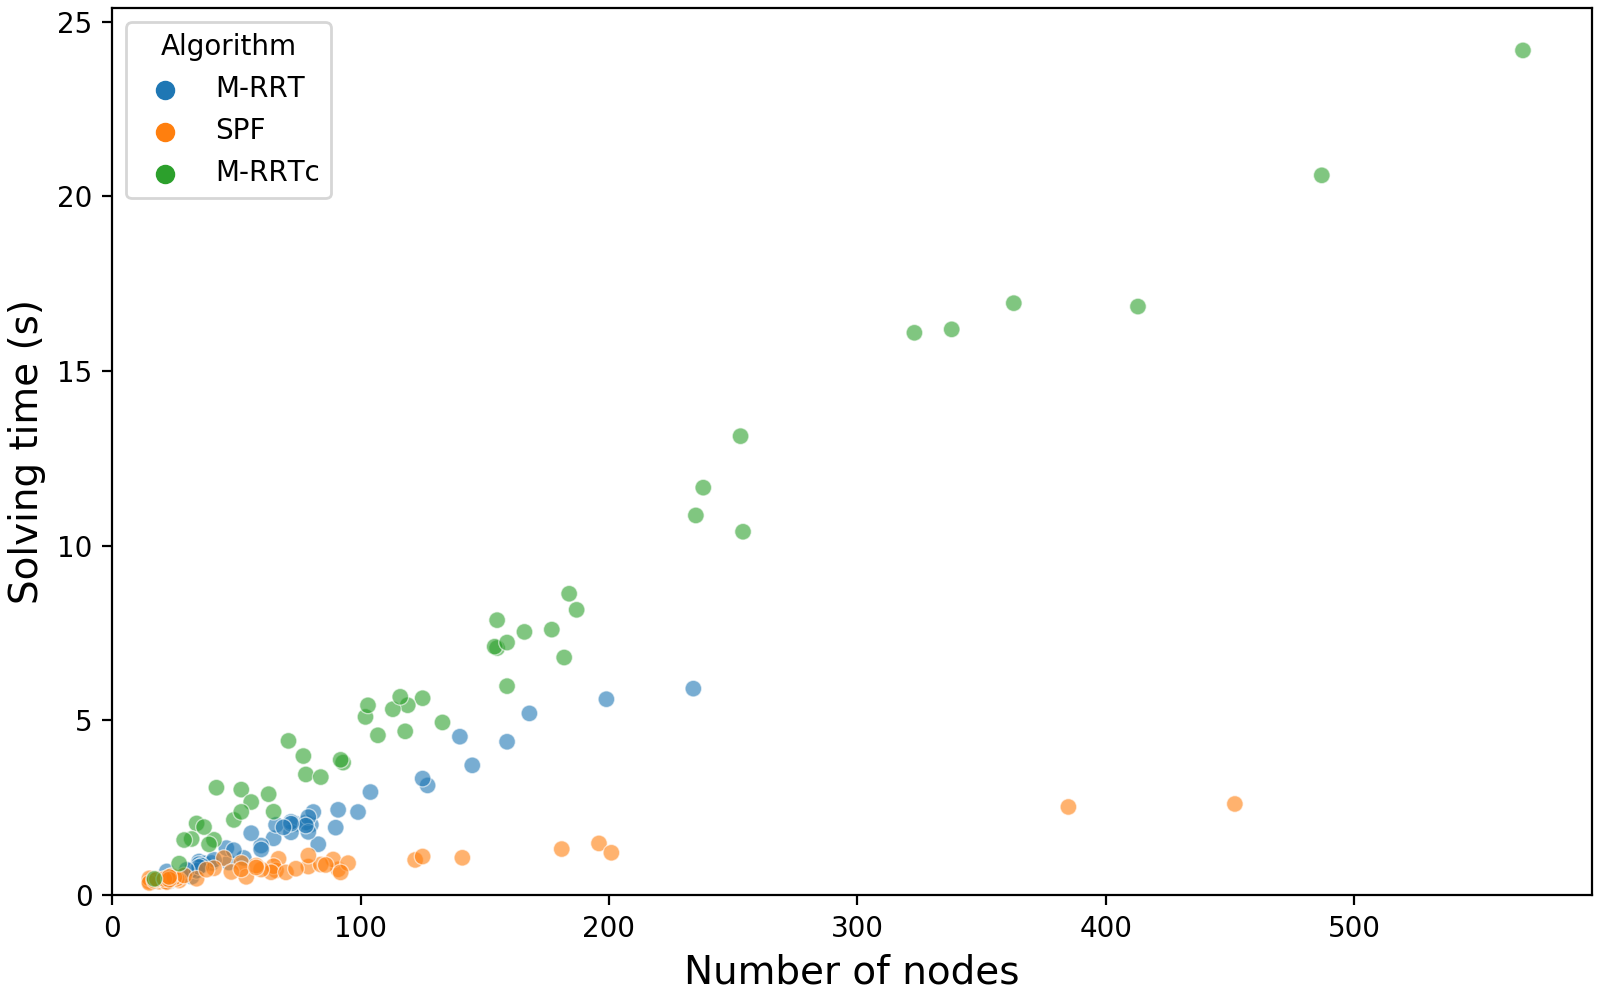 Algorithm
M-RRT
SPF
M-RRTc
Solving time (s)
25
20
15
10
5
0
0 100 200 300 400 500
Number of nodes